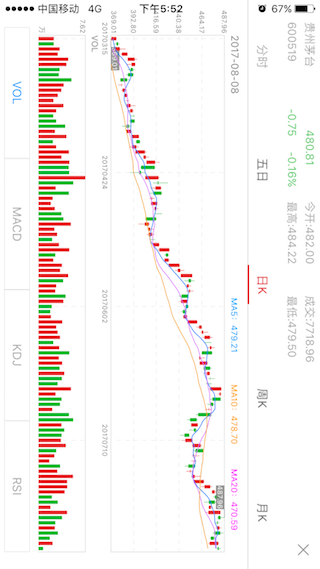 中国移动 4G 下午5:52 67%
贵州茅台 480.81 今开:482.00 成交:7718.96
600519 -0.75 -0.16% 最高:484.22 最低:479.50
分时 五日 日K 周K 月K
2017-08-08 MA5: 479.21 MA10: 478.70 MA20: 470.59
487.96
464.17
440.38
416.59
392.80
369.01
20170315 20170424 20170602 20170710
VOL
7.62
万
VOL MACD KDJ RSI